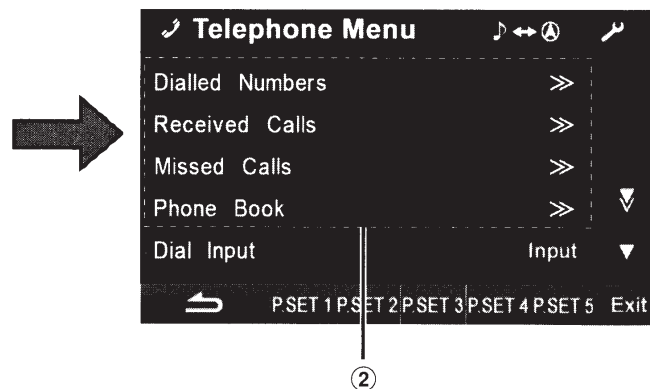 Telephone Menu
Dialled Numbers ≫
Received Calls ≫
Missed Calls ≫
Phone Book ≫
Dial Input Input
P.SET 1 P.SET 2 P.SET 3 P.SET 4 P.SET 5 Exit
②